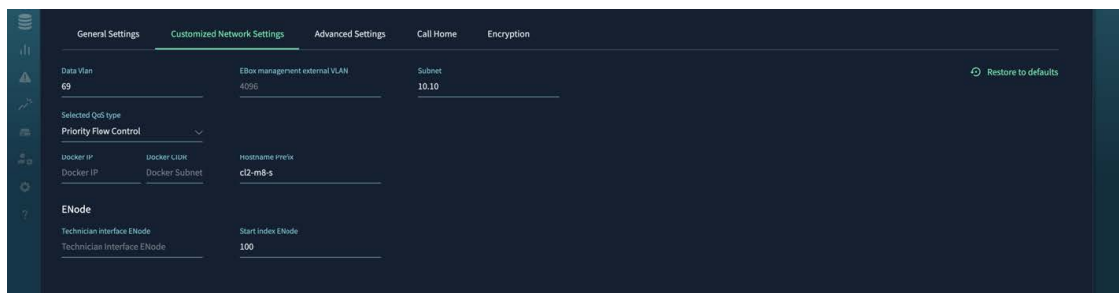 General Settings Customized Network Settings Advanced Settings Call Home Encryption
Data Vlan EBox management external VLAN Subnet
69 4096 10.10 Restore to defaults
Selected QoS type
Priority Flow Control
Docker IP Docker CIDR Hostname Prefix
Docker IP Docker Subnet cl2-m8-s
ENode
Technician interface ENode Start index ENode
Technician Interface ENode 100
?